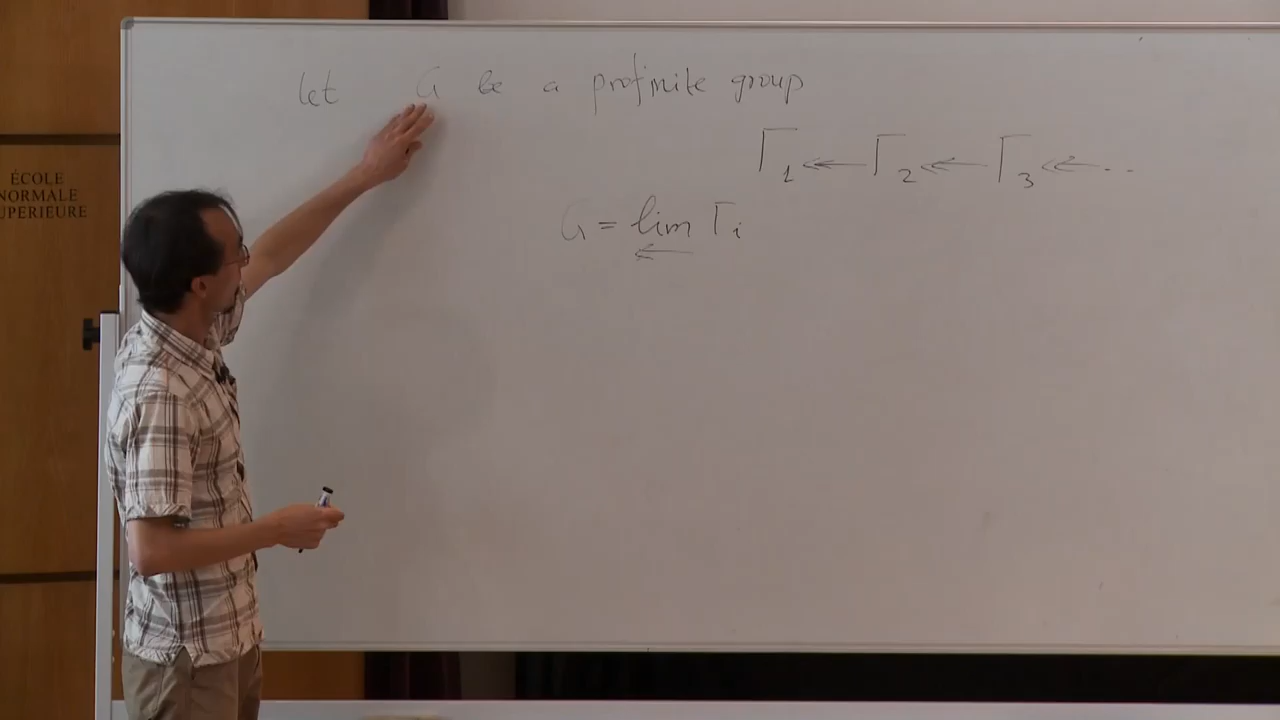 ÉCOLE
NORMALE
UPERIEURE
let G be a profinite group
Γ₁ ↞ Γ₂ ↞ Γ₃ ↞ ...
G = lim Γᵢ
←